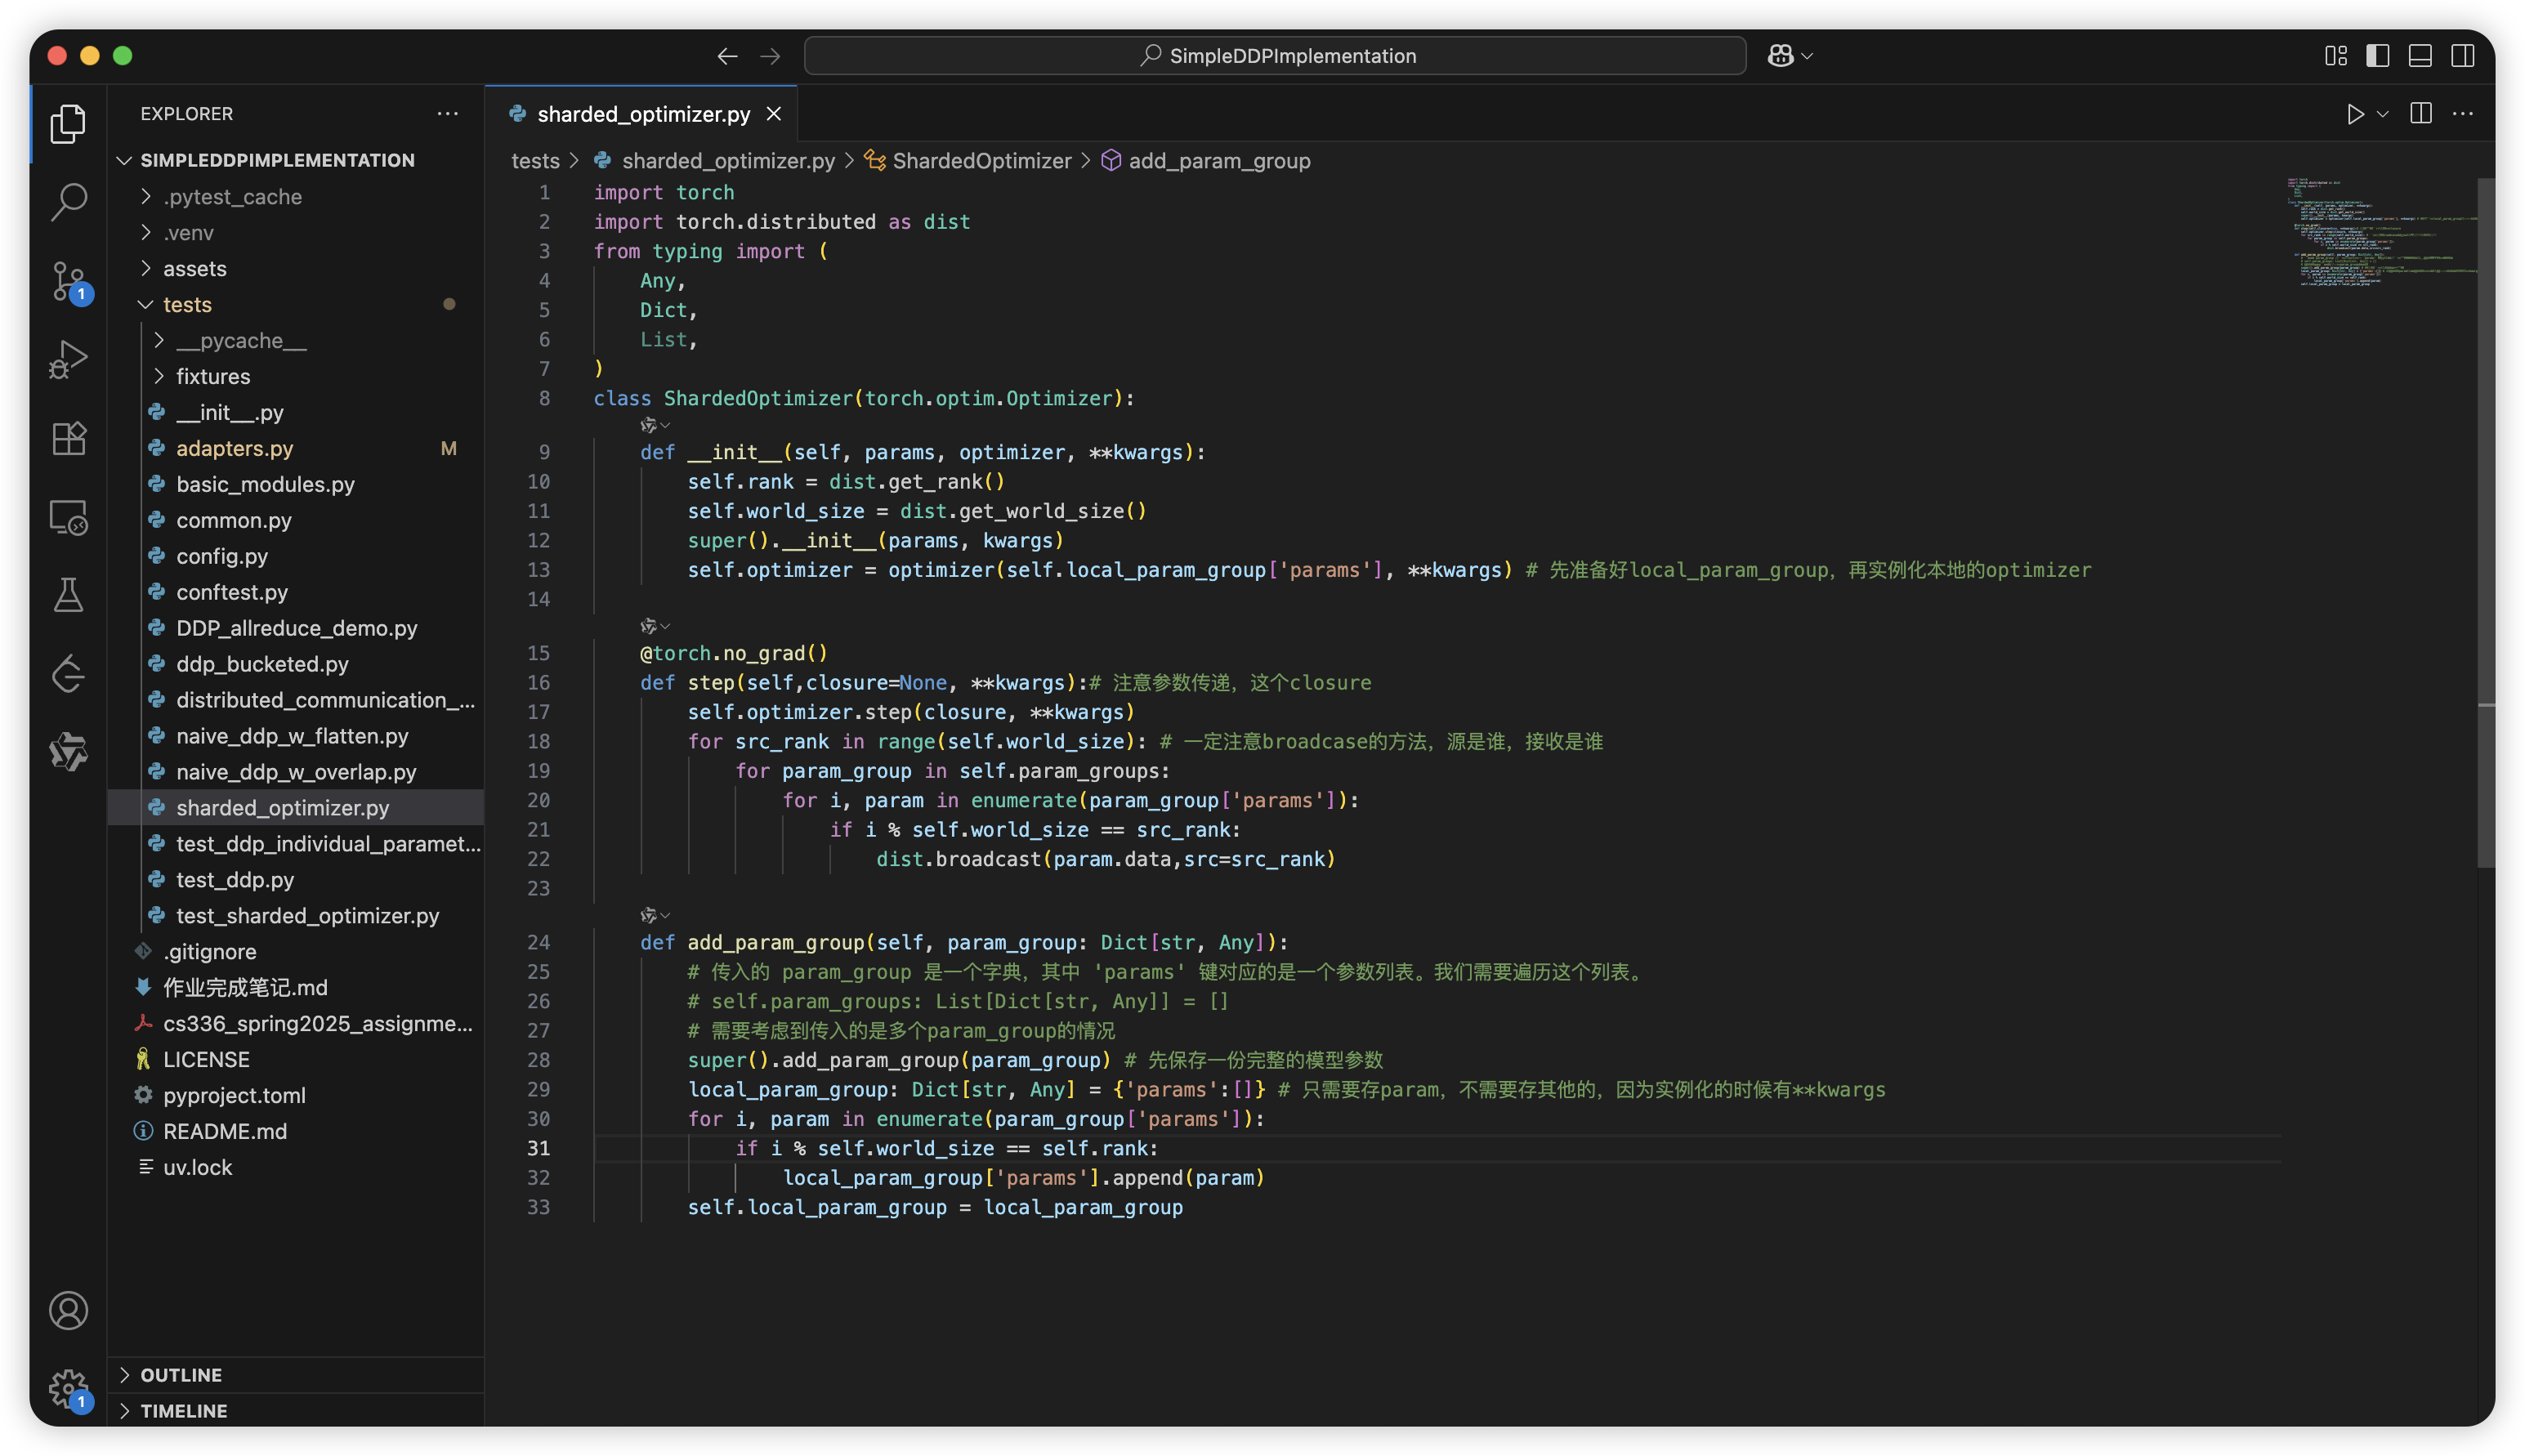 SimpleDDPImplementation
EXPLORER
SIMPLEDDPIMPLEMENTATION
.pytest_cache
.venv
assets
tests
__pycache__
fixtures
__init__.py
adapters.py M
basic_modules.py
common.py
config.py
conftest.py
DDP_allreduce_demo.py
ddp_bucketed.py
distributed_communication_...
naive_ddp_w_flatten.py
naive_ddp_w_overlap.py
sharded_optimizer.py
test_ddp_individual_paramet...
test_ddp.py
test_sharded_optimizer.py
.gitignore
作业完成笔记.md
cs336_spring2025_assignme...
LICENSE
pyproject.toml
README.md
uv.lock
OUTLINE
TIMELINE
1
1
sharded_optimizer.py
tests > sharded_optimizer.py > ShardedOptimizer > add_param_group
1 import torch
2 import torch.distributed as dist
3 from typing import (
4     Any,
5     Dict,
6     List,
7 )
8 class ShardedOptimizer(torch.optim.Optimizer):
9     def __init__(self, params, optimizer, **kwargs):
10         self.rank = dist.get_rank()
11         self.world_size = dist.get_world_size()
12         super().__init__(params, kwargs)
13         self.optimizer = optimizer(self.local_param_group['params'], **kwargs) # 先准备好local_param_group，再实例化本地的optimizer
14
15     @torch.no_grad()
16     def step(self,closure=None, **kwargs):# 注意参数传递，这个closure
17         self.optimizer.step(closure, **kwargs)
18         for src_rank in range(self.world_size): # 一定注意broadcase的方法，源是谁，接收是谁
19             for param_group in self.param_groups:
20                 for i, param in enumerate(param_group['params']):
21                     if i % self.world_size == src_rank:
22                         dist.broadcast(param.data,src=src_rank)
23
24     def add_param_group(self, param_group: Dict[str, Any]):
25         # 传入的 param_group 是一个字典，其中 'params' 键对应的是一个参数列表。我们需要遍历这个列表。
26         # self.param_groups: List[Dict[str, Any]] = []
27         # 需要考虑到传入的是多个param_group的情况
28         super().add_param_group(param_group) # 先保存一份完整的模型参数
29         local_param_group: Dict[str, Any] = {'params':[]} # 只需要存param，不需要存其他的，因为实例化的时候有**kwargs
30         for i, param in enumerate(param_group['params']):
31             if i % self.world_size == self.rank:
32                 local_param_group['params'].append(param)
33         self.local_param_group = local_param_group